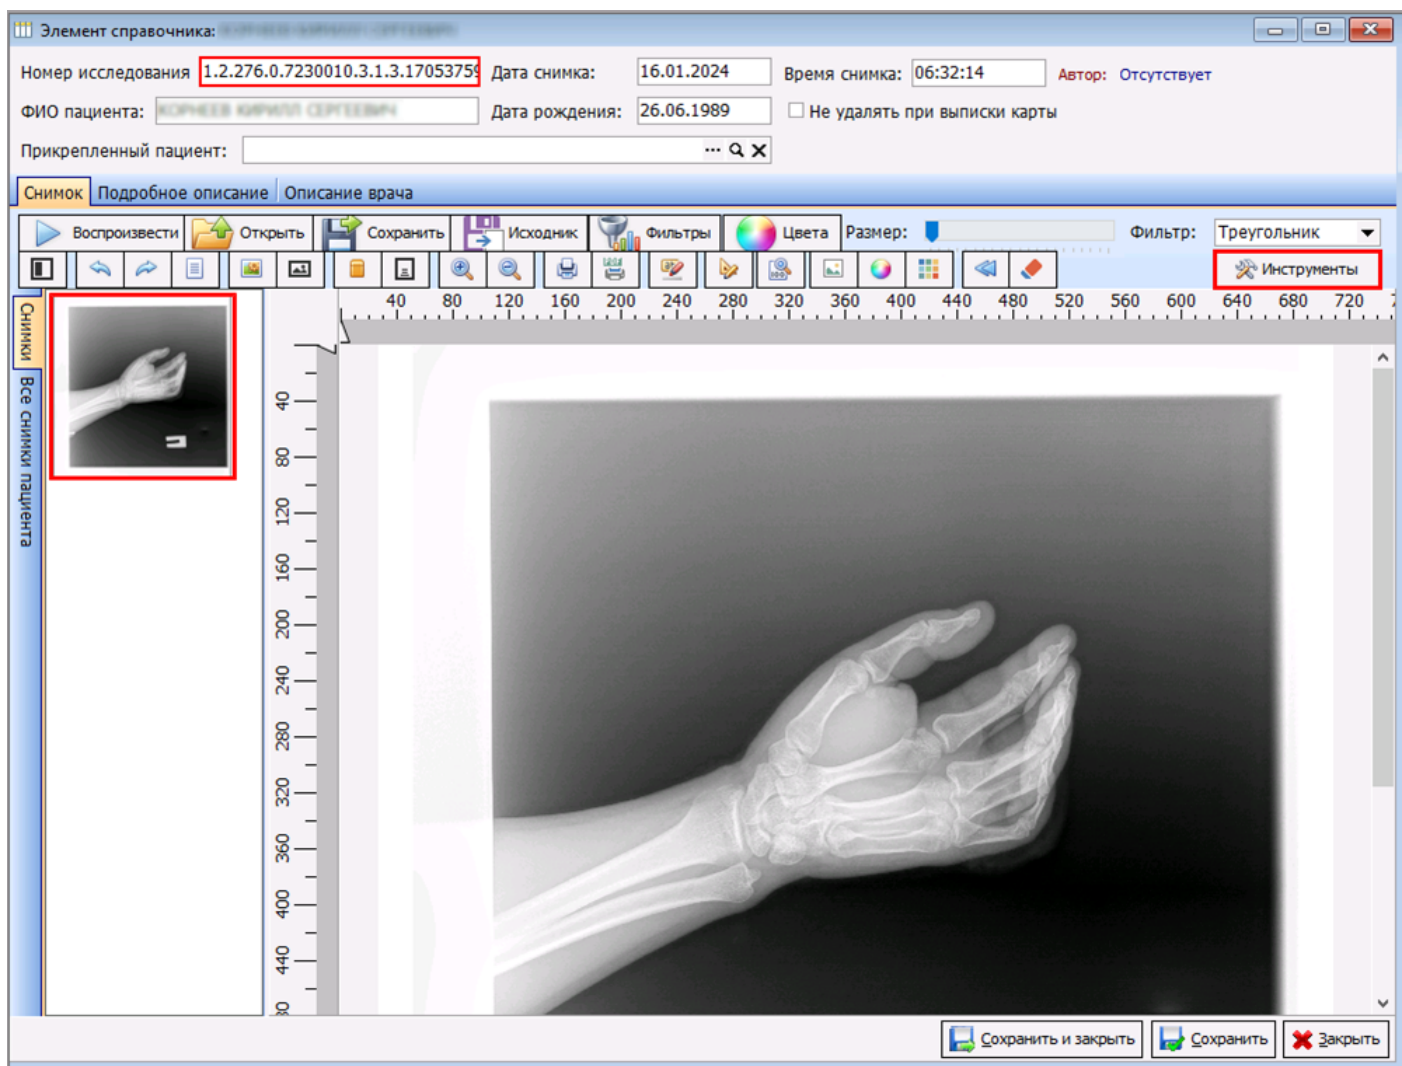 Элемент справочника:
Номер исследования 1.2.276.0.7230010.3.1.3.17053759 Дата снимка: 16.01.2024 Время снимка: 06:32:14 Автор: Отсутствует
ФИО пациента: Дата рождения: 26.06.1989 Не удалять при выписки карты
Прикрепленный пациент: ...
Снимок Подробное описание Описание врача
Воспроизвести Открыть Сохранить Исходник Фильтры Цвета Размер: Фильтр: Треугольник
Инструменты
Снимки
Все снимки пациента
40 80 120 160 200 240 280 320 360 400 440 480 520 560 600 640 680 720
40
80
120
160
200
240
280
320
360
400
440
Сохранить и закрыть Сохранить Закрыть